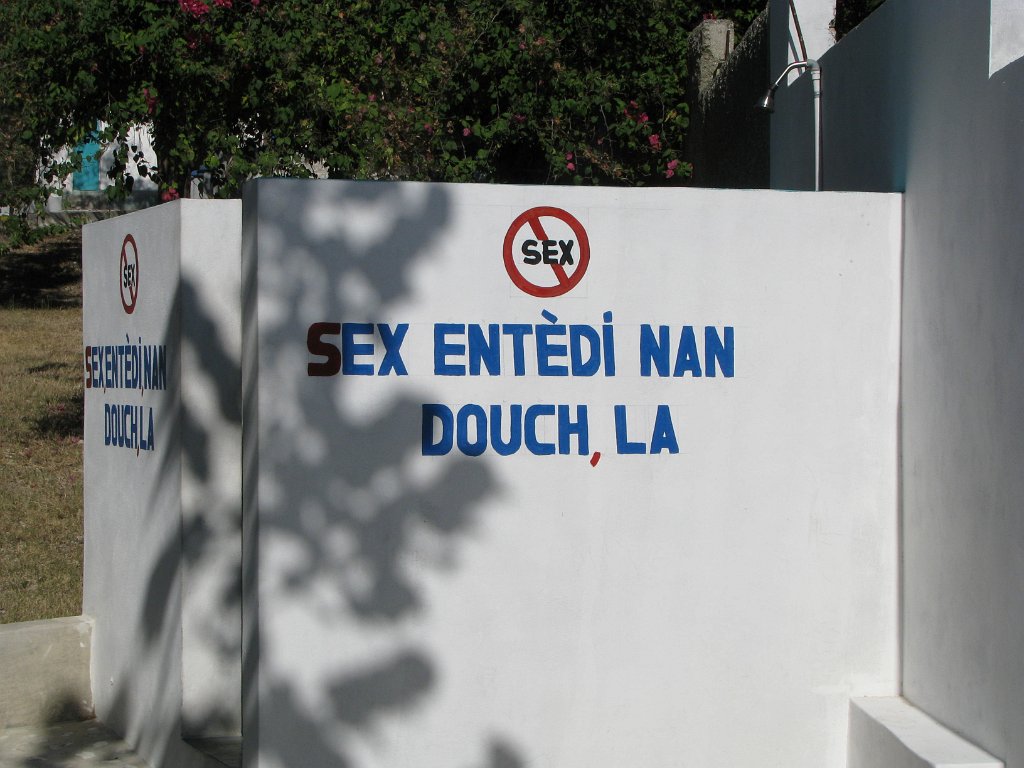 SEX
SEX ENTÈDİ NAN
DOUCH, LA
SEX
SEX,ENTÈDİ,NAN
DOUCH,LA